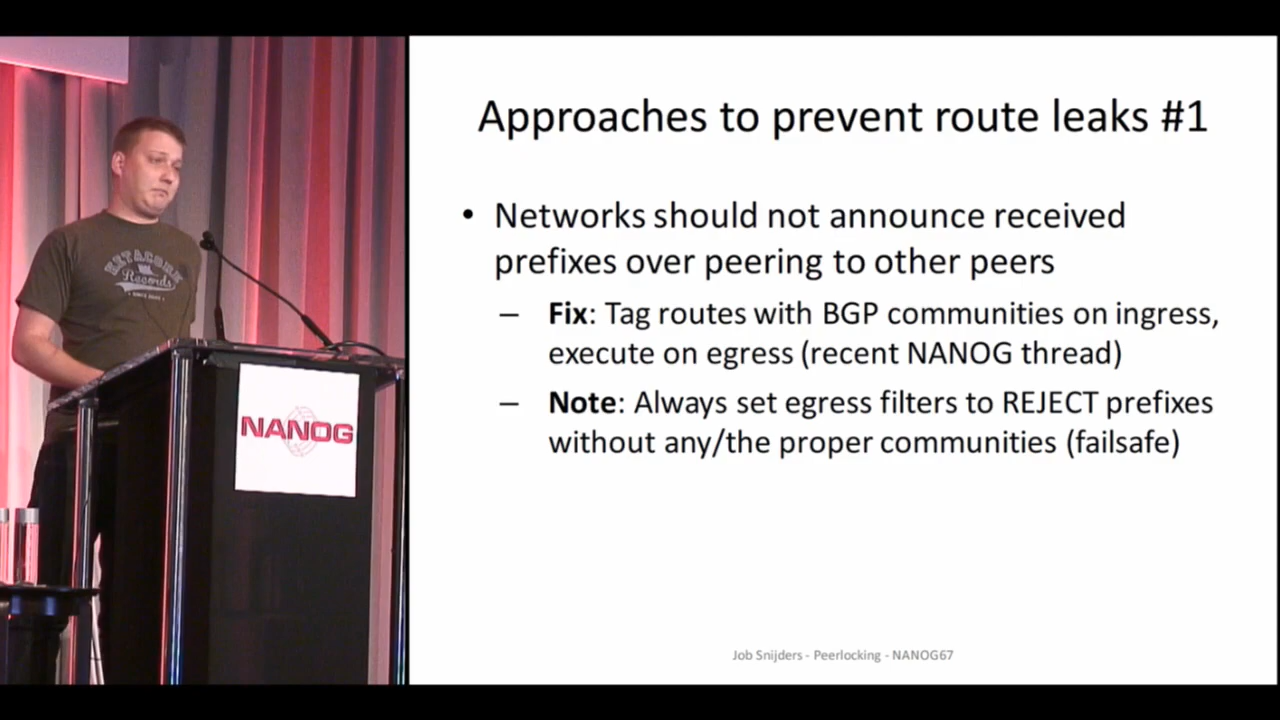 Approaches to prevent route leaks #1
• Networks should not announce received
prefixes over peering to other peers
– Fix: Tag routes with BGP communities on ingress,
execute on egress (recent NANOG thread)
– Note: Always set egress filters to REJECT prefixes
without any/the proper communities (failsafe)
Job Snijders - Peerlocking - NANOG67
NANOG
Records